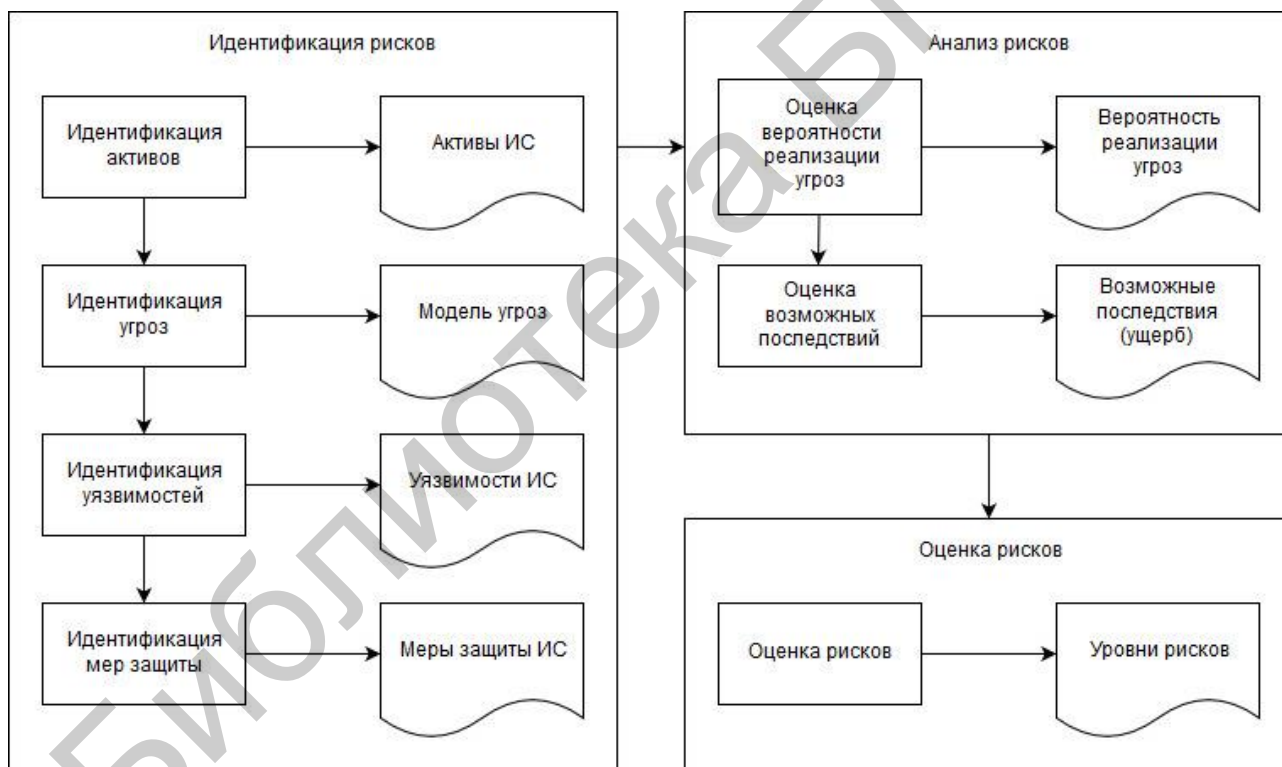 Идентификация рисков
Идентификация
активов
Активы ИС
Идентификация
угроз
Модель угроз
Идентификация
уязвимостей
Уязвимости ИС
Идентификация
мер защиты
Меры защиты ИС
Анализ рисков
Оценка
вероятности
реализации
угроз
Вероятность
реализации
угроз
Оценка
возможных
последствий
Возможные
последствия
(ущерб)
Оценка рисков
Оценка рисков
Уровни рисков
Библиотека